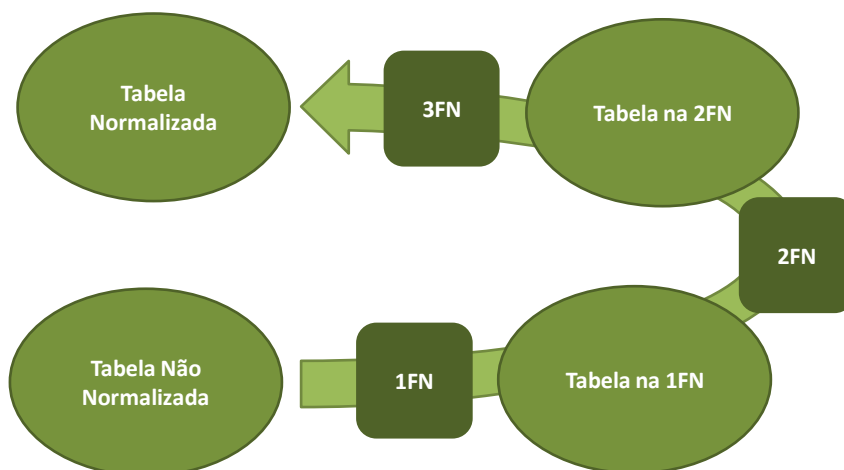 Tabela
Normalizada
3FN
Tabela na 2FN
2FN
Tabela Não
Normalizada
1FN
Tabela na 1FN